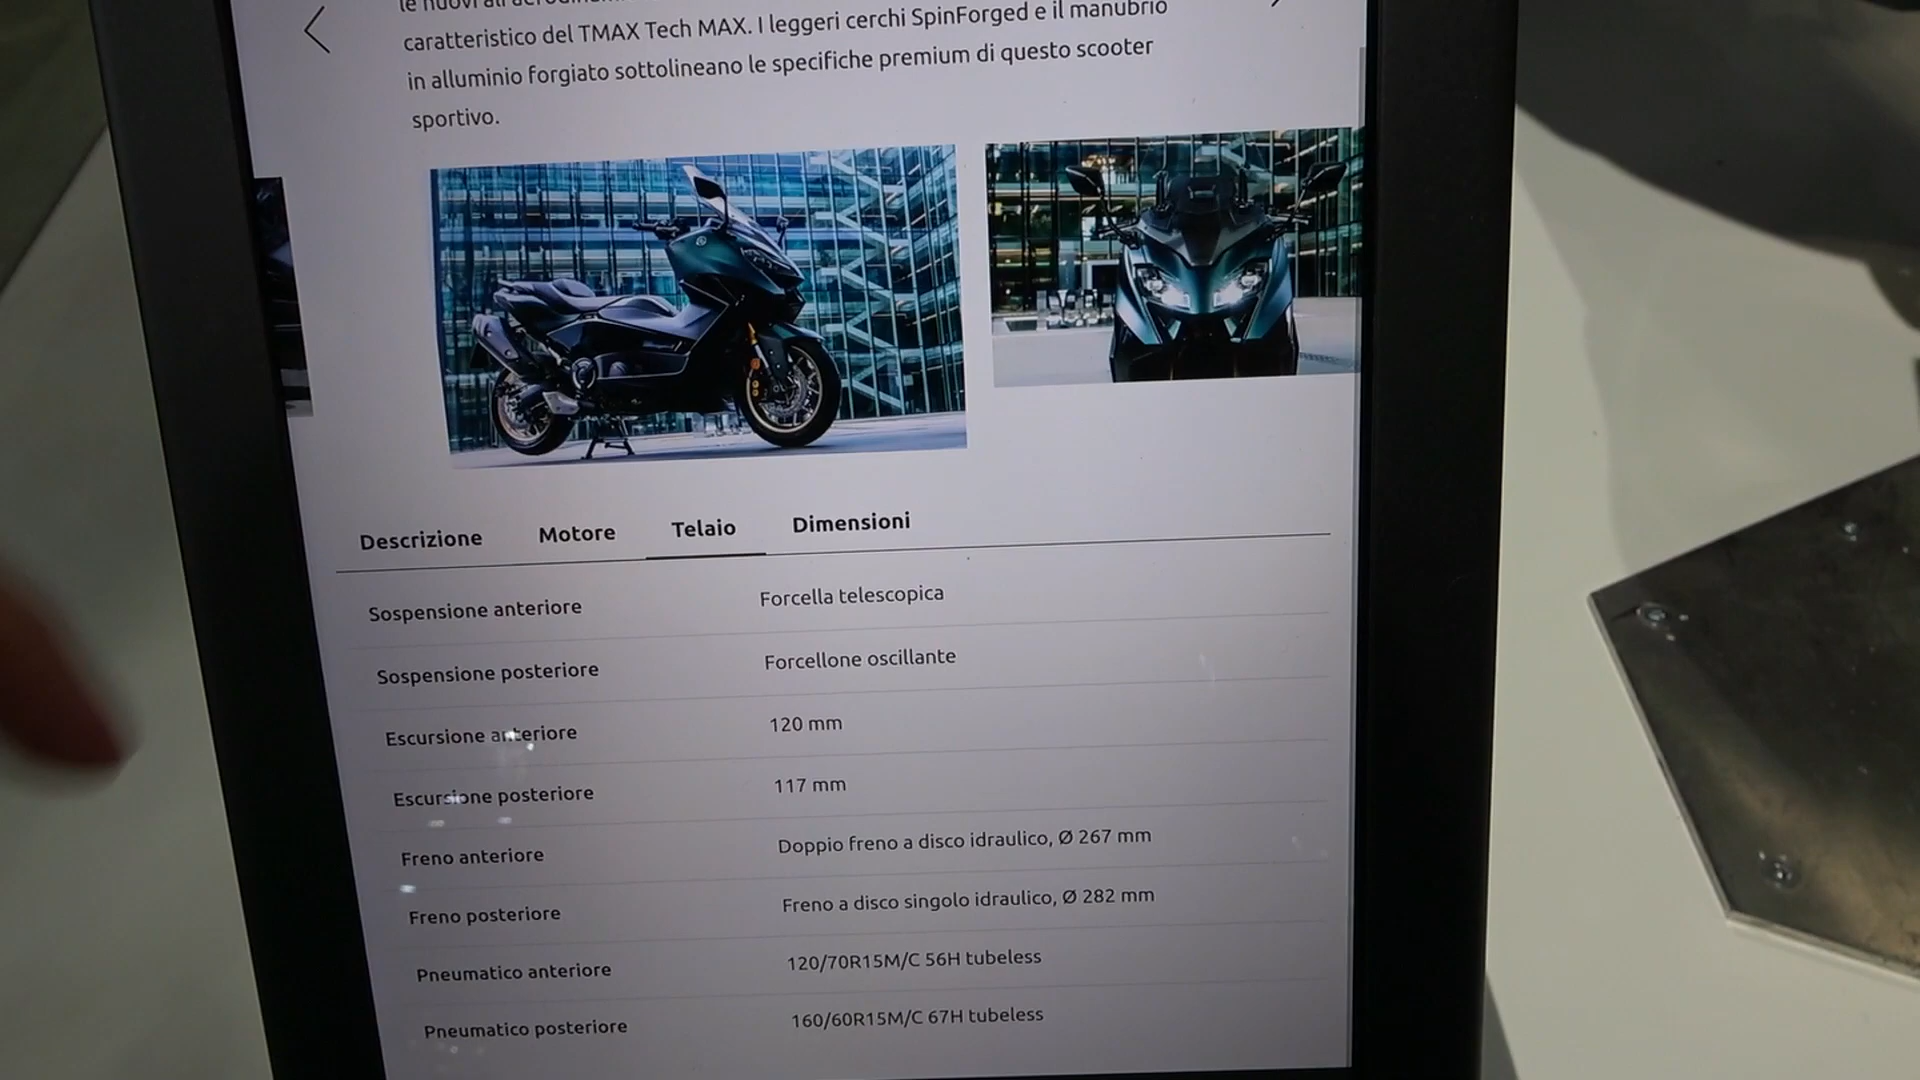 caratteristico del TMAX Tech MAX. I leggeri cerchi SpinForged e il manubrio
in alluminio forgiato sottolineano le specifiche premium di questo scooter
sportivo.
Descrizione Motore Telaio Dimensioni
Sospensione anteriore Forcella telescopica
Sospensione posteriore Forcellone oscillante
Escursione anteriore 120 mm
Escursione posteriore 117 mm
Freno anteriore Doppio freno a disco idraulico, Ø 267 mm
Freno posteriore Freno a disco singolo idraulico, Ø 282 mm
Pneumatico anteriore 120/70R15M/C 56H tubeless
Pneumatico posteriore 160/60R15M/C 67H tubeless